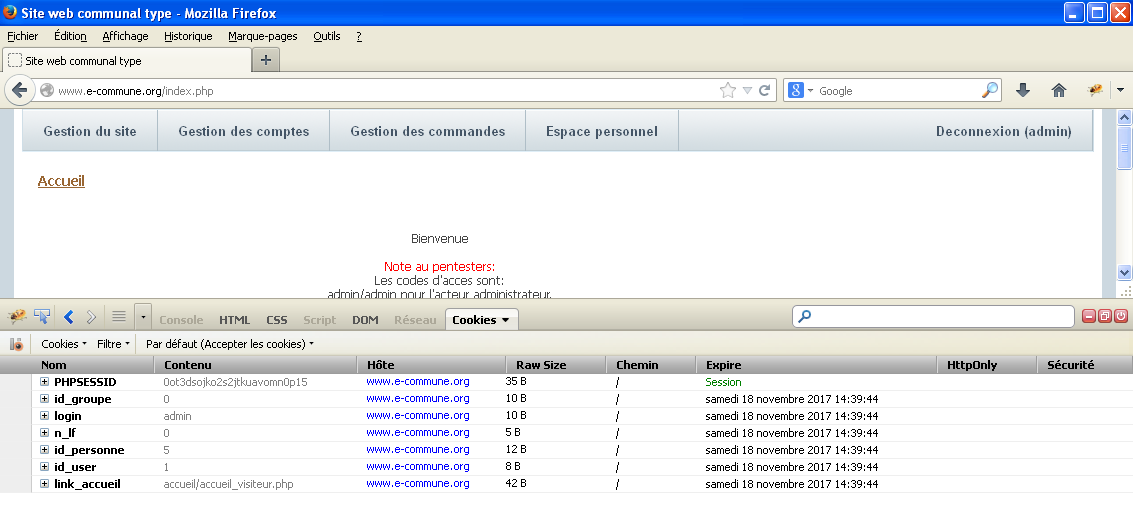 Site web communal type - Mozilla Firefox
Fichier Édition Affichage Historique Marque-pages Outils ?
Site web communal type +
www.e-commune.org/index.php Google
Gestion du site Gestion des comptes Gestion des commandes Espace personnel Deconnexion (admin)
Accueil
Bienvenue
Note au pentesters:
Les codes d'acces sont:
admin/admin pour l'acteur administrateur.
Console HTML CSS Script DOM Réseau Cookies
Cookies Filtre Par défaut (Accepter les cookies)
Nom Contenu Hôte Raw Size Chemin Expire HttpOnly Sécurité
PHPSESSID 0ot3dsojko2s2jtkuavomn0p15 www.e-commune.org 35 B / Session
id_groupe 0 www.e-commune.org 10 B / samedi 18 novembre 2017 14:39:44
login admin www.e-commune.org 10 B / samedi 18 novembre 2017 14:39:44
n_lf 0 www.e-commune.org 5 B / samedi 18 novembre 2017 14:39:44
id_personne 5 www.e-commune.org 12 B / samedi 18 novembre 2017 14:39:44
id_user 1 www.e-commune.org 8 B / samedi 18 novembre 2017 14:39:44
link_accueil accueil/accueil_visiteur.php www.e-commune.org 42 B / samedi 18 novembre 2017 14:39:44